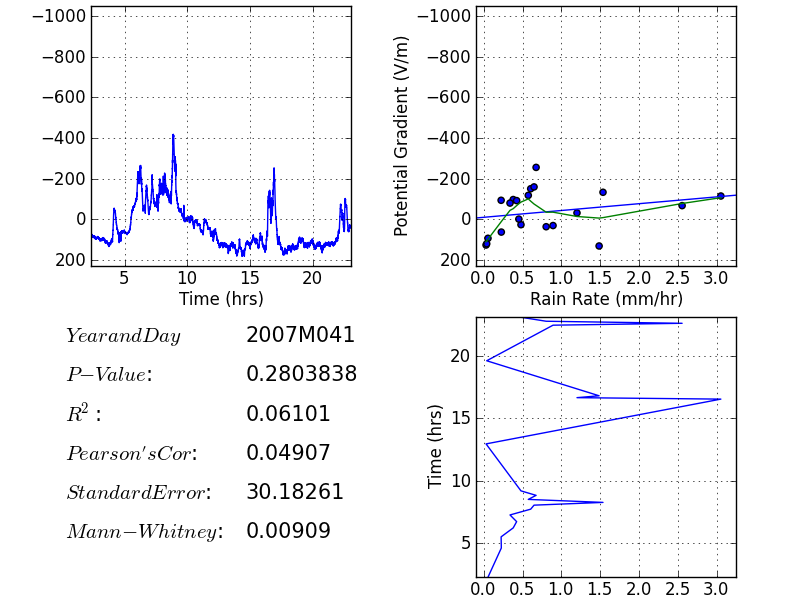 −1000
−800
−600
−400
−200
0
200
5 10 15 20
Time (hrs)
Potential Gradient (V/m)
−1000
−800
−600
−400
−200
0
200
0.0 0.5 1.0 1.5 2.0 2.5 3.0
Rain Rate (mm/hr)
YearandDay 2007M041
P−Value: 0.2803838
R²: 0.06101
Pearson'sCor: 0.04907
StandardError: 30.18261
Mann−Whitney: 0.00909
Time (hrs)
20
15
10
5
0.0 0.5 1.0 1.5 2.0 2.5 3.0